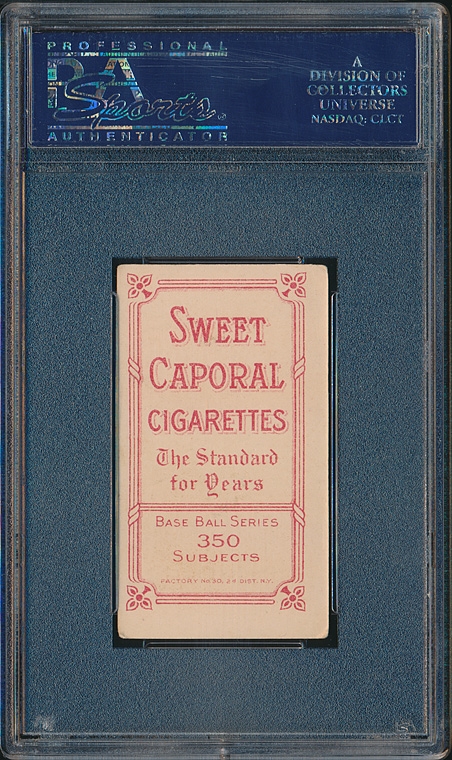 PROFESSIONAL
PSA
Sports
AUTHENTICATOR
A
DIVISION OF
COLLECTORS
UNIVERSE
NASDAQ: CLCT
SWEET
CAPORAL
CIGARETTES
The Standard
for Years
BASE BALL SERIES
350
SUBJECTS
FACTORY No 30, 2D DIST. N.Y.